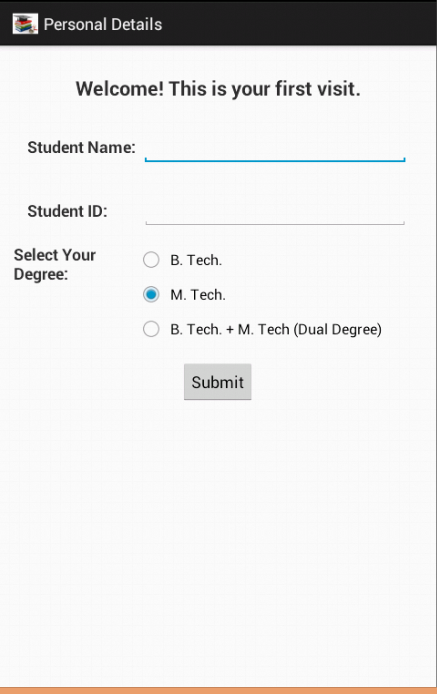 Personal Details
Welcome! This is your first visit.
Student Name:
Student ID:
Select Your
Degree:
B. Tech.
M. Tech.
B. Tech. + M. Tech (Dual Degree)
Submit